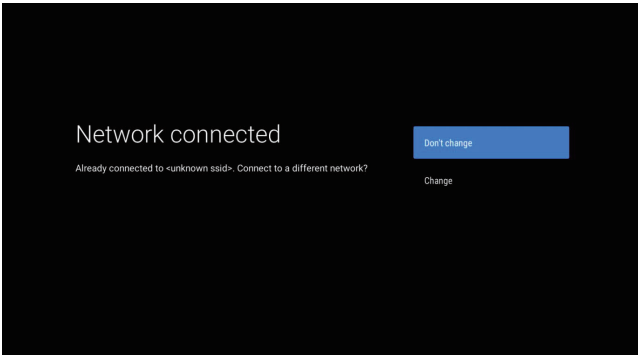 Network connected
Already connected to <unknown ssid>. Connect to a different network?
Don't change
Change